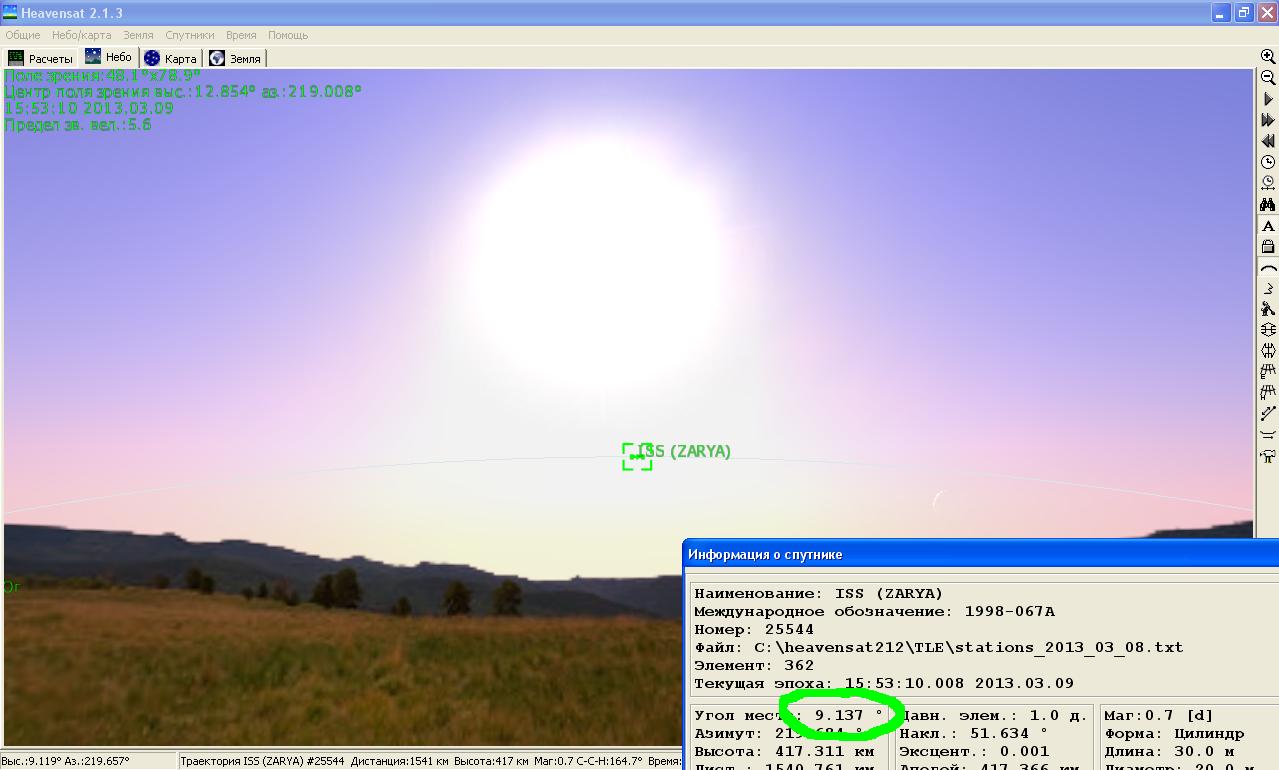 Heavensat 2.1.3
Общие Небо/карта Земля Спутники Время Помощь
Расчеты Небо Карта Земля
Поле зрения:48.1°x78.9°
Центр поля зрения выс.:12.854° аз.:219.008°
15:53:10 2013.03.09
Предел зв. вел.:5.6
ISS (ZARYA)
Or
Информация о спутнике
Наименование: ISS (ZARYA)
Международное обозначение: 1998-067A
Номер: 25544
Файл: C:\heavensat212\TLE\stations_2013_03_08.txt
Элемент: 362
Текущая эпоха: 15:53:10.008 2013.03.09
Угол места: 9.137 ° Давн. элем.: 1.0 д. Маг:0.7 [d]
Азимут: 219.684 ° Накл.: 51.634 ° Форма: Цилиндр
Высота: 417.311 км Эксцент.: 0.001 Длина: 30.0 м
Дист.: 1540.761 км Апогей: 417.366 км Диаметр: 20.0 м
Выс.:9.119° Аз.:219.657° Траектория ISS (ZARYA) #25544 Дистанция:1541 км Высота:417 км Маг:0.7 С-С-Н:164.7° Время: